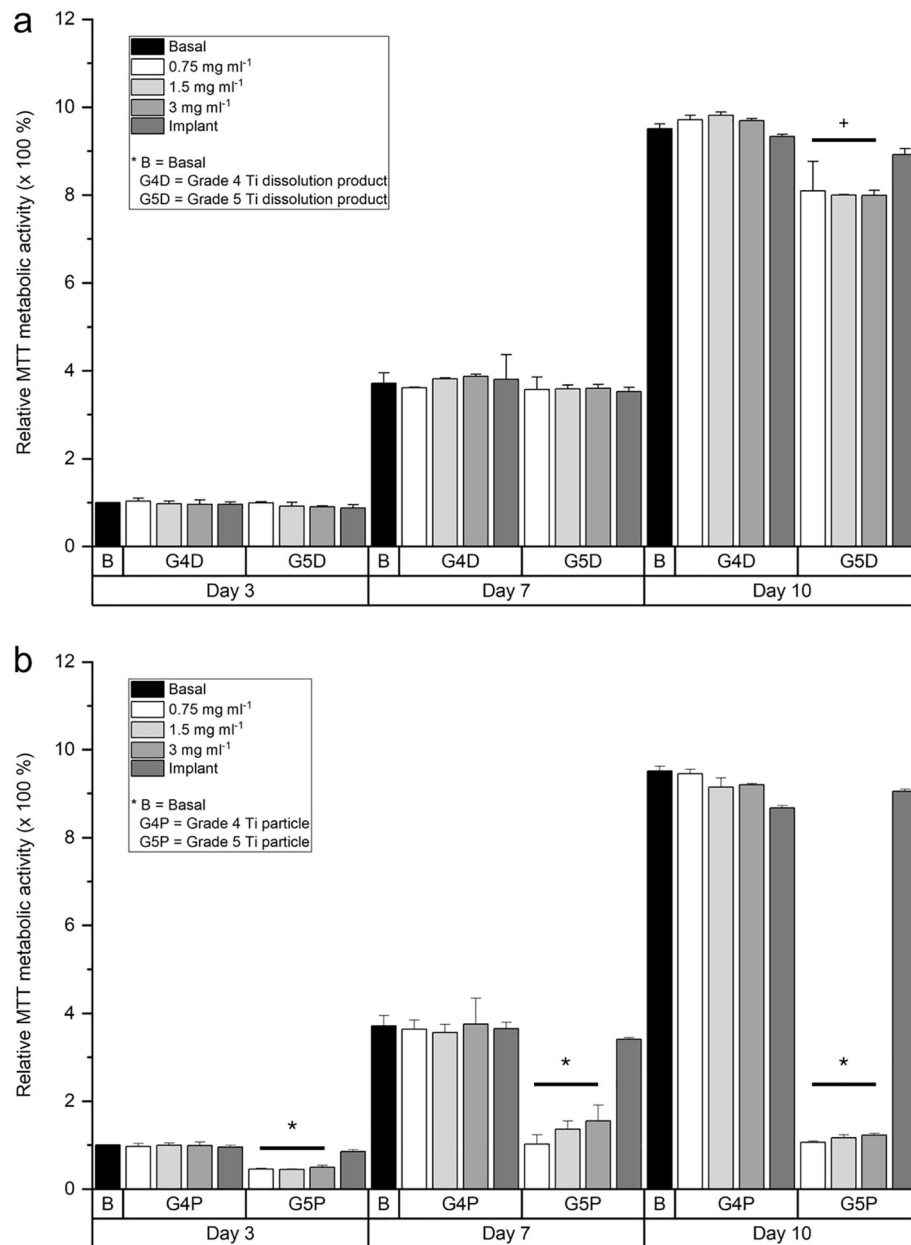 a
12
10
8
6
4
2
0
Relative MTT metabolic activity (x 100 %)
Basal
0.75 mg ml⁻¹
1.5 mg ml⁻¹
3 mg ml⁻¹
Implant
* B = Basal
G4D = Grade 4 Ti dissolution product
G5D = Grade 5 Ti dissolution product
+
B G4D G5D B G4D G5D B G4D G5D
Day 3 Day 7 Day 10
b
12
10
8
6
4
2
0
Relative MTT metabolic activity (x 100 %)
Basal
0.75 mg ml⁻¹
1.5 mg ml⁻¹
3 mg ml⁻¹
Implant
* B = Basal
G4P = Grade 4 Ti particle
G5P = Grade 5 Ti particle
* * *
B G4P G5P B G4P G5P B G4P G5P
Day 3 Day 7 Day 10